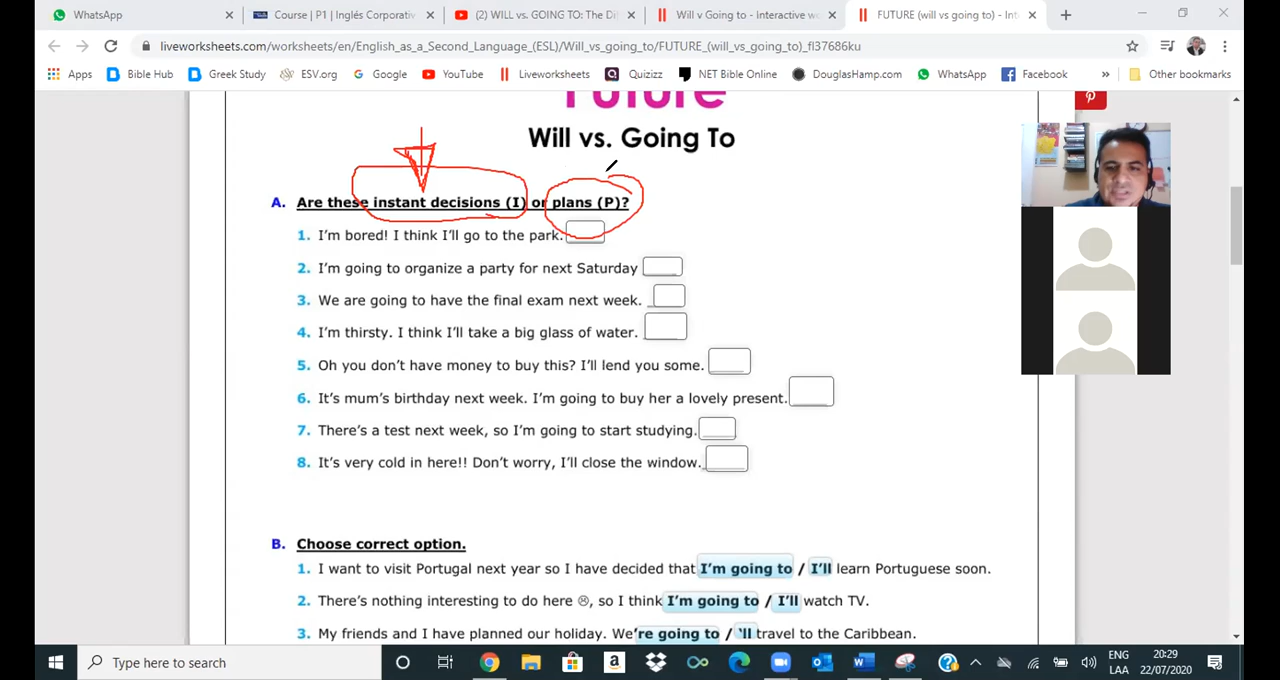 WhatsApp
Course | P1 | Inglés Corporativ
(2) WILL vs. GOING TO: The Di
Will v Going to - Interactive wo
FUTURE (will vs going to) - Int
liveworksheets.com/worksheets/en/English_as_a_Second_Language_(ESL)/Will_vs_going_to/FUTURE_(will_vs_going_to)_fl37686ku
Apps Bible Hub Greek Study ESV.org Google YouTube Liveworksheets Quizizz NET Bible Online DouglasHamp.com WhatsApp Facebook » Other bookmarks
Future
Will vs. Going To
A. Are these instant decisions (I) or plans (P)?
1. I'm bored! I think I'll go to the park.
2. I'm going to organize a party for next Saturday
3. We are going to have the final exam next week.
4. I'm thirsty. I think I'll take a big glass of water.
5. Oh you don't have money to buy this? I'll lend you some.
6. It's mum's birthday next week. I'm going to buy her a lovely present.
7. There's a test next week, so I'm going to start studying.
8. It's very cold in here!! Don't worry, I'll close the window.
B. Choose correct option.
1. I want to visit Portugal next year so I have decided that I'm going to / I'll learn Portuguese soon.
2. There's nothing interesting to do here ☹, so I think I'm going to / I'll watch TV.
3. My friends and I have planned our holiday. We're going to / 'll travel to the Caribbean.
Type here to search
ENG 20:29
LAA 22/07/2020